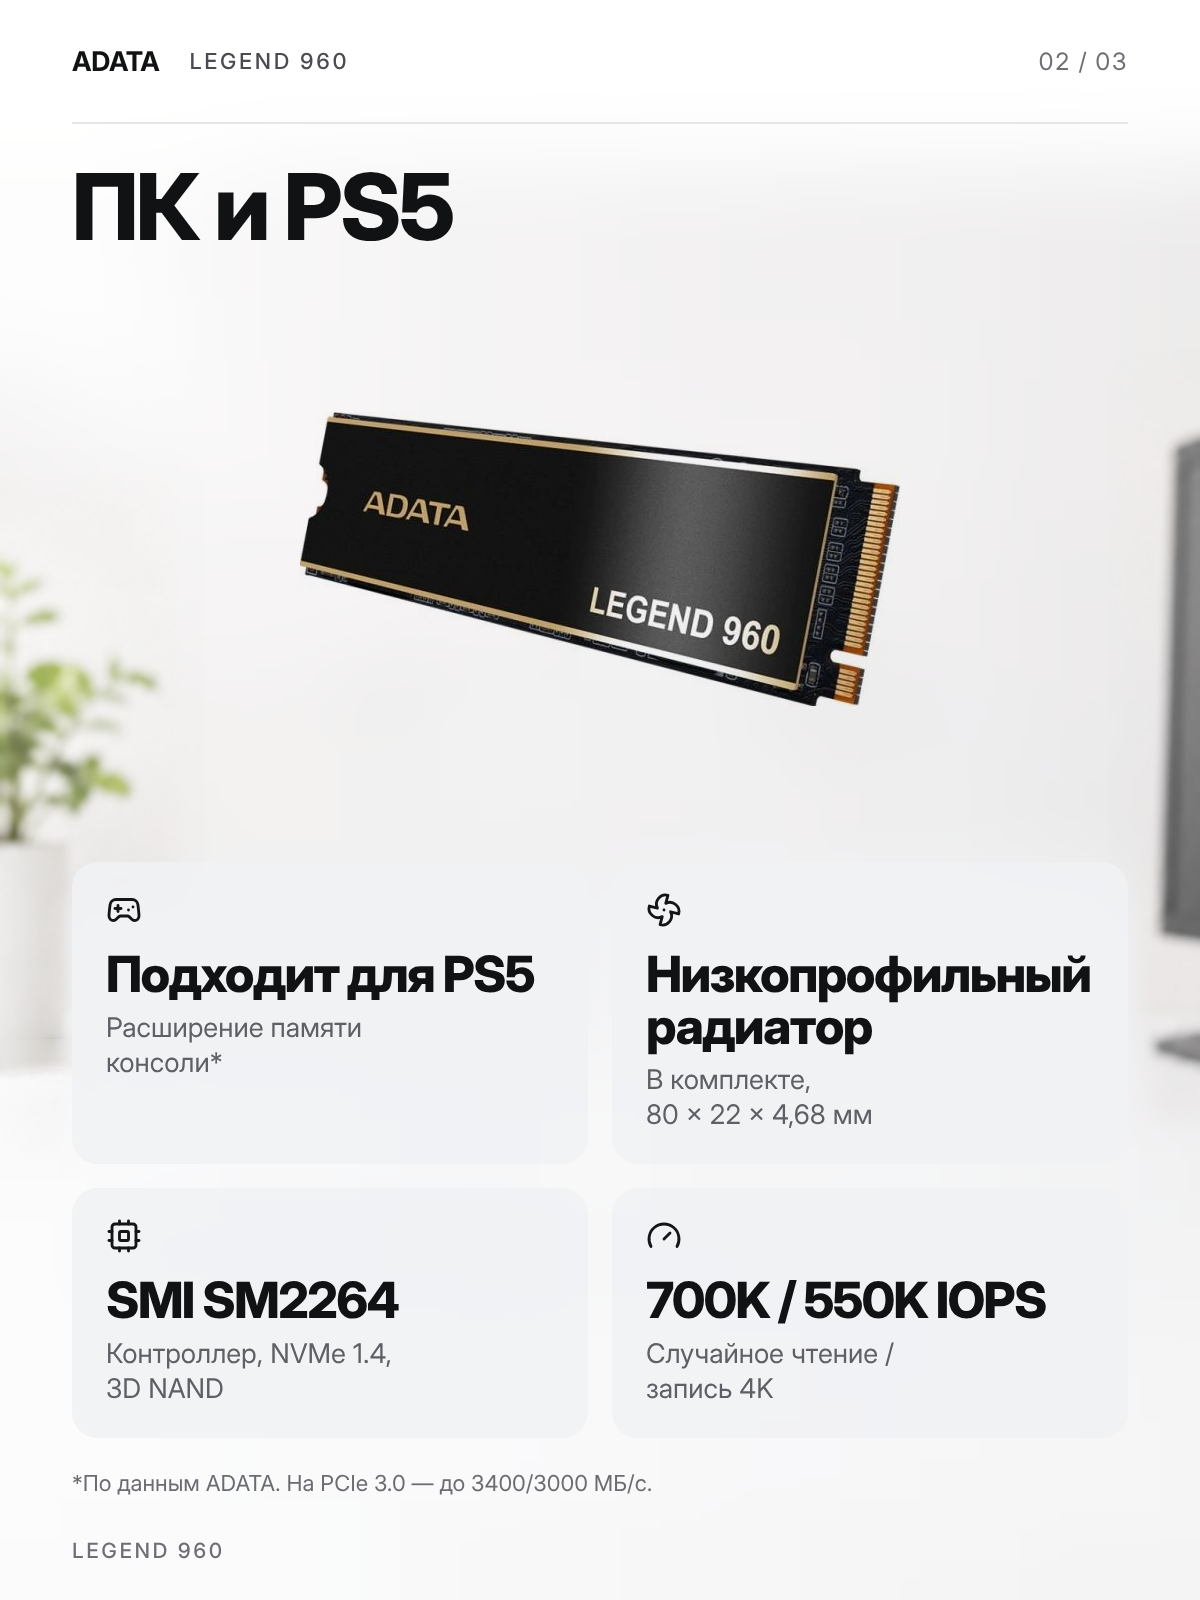 ADATA LEGEND 960 02 / 03
ПК и PS5
ADATA
LEGEND 960
Подходит для PS5
Расширение памяти
консоли*
Низкопрофильный
радиатор
В комплекте,
80 × 22 × 4,68 мм
SMI SM2264
Контроллер, NVMe 1.4,
3D NAND
700K / 550K IOPS
Случайное чтение /
запись 4K
*По данным ADATA. На PCIe 3.0 — до 3400/3000 МБ/с.
LEGEND 960